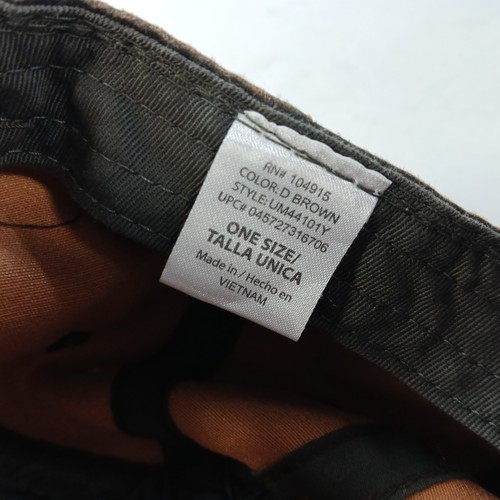 RN# 104915
COLOR:D BROWN
STYLE:UM44101Y
UPC# 045727316706
ONE SIZE/
TALLA UNICA
Made in / Hecho en
VIETNAM